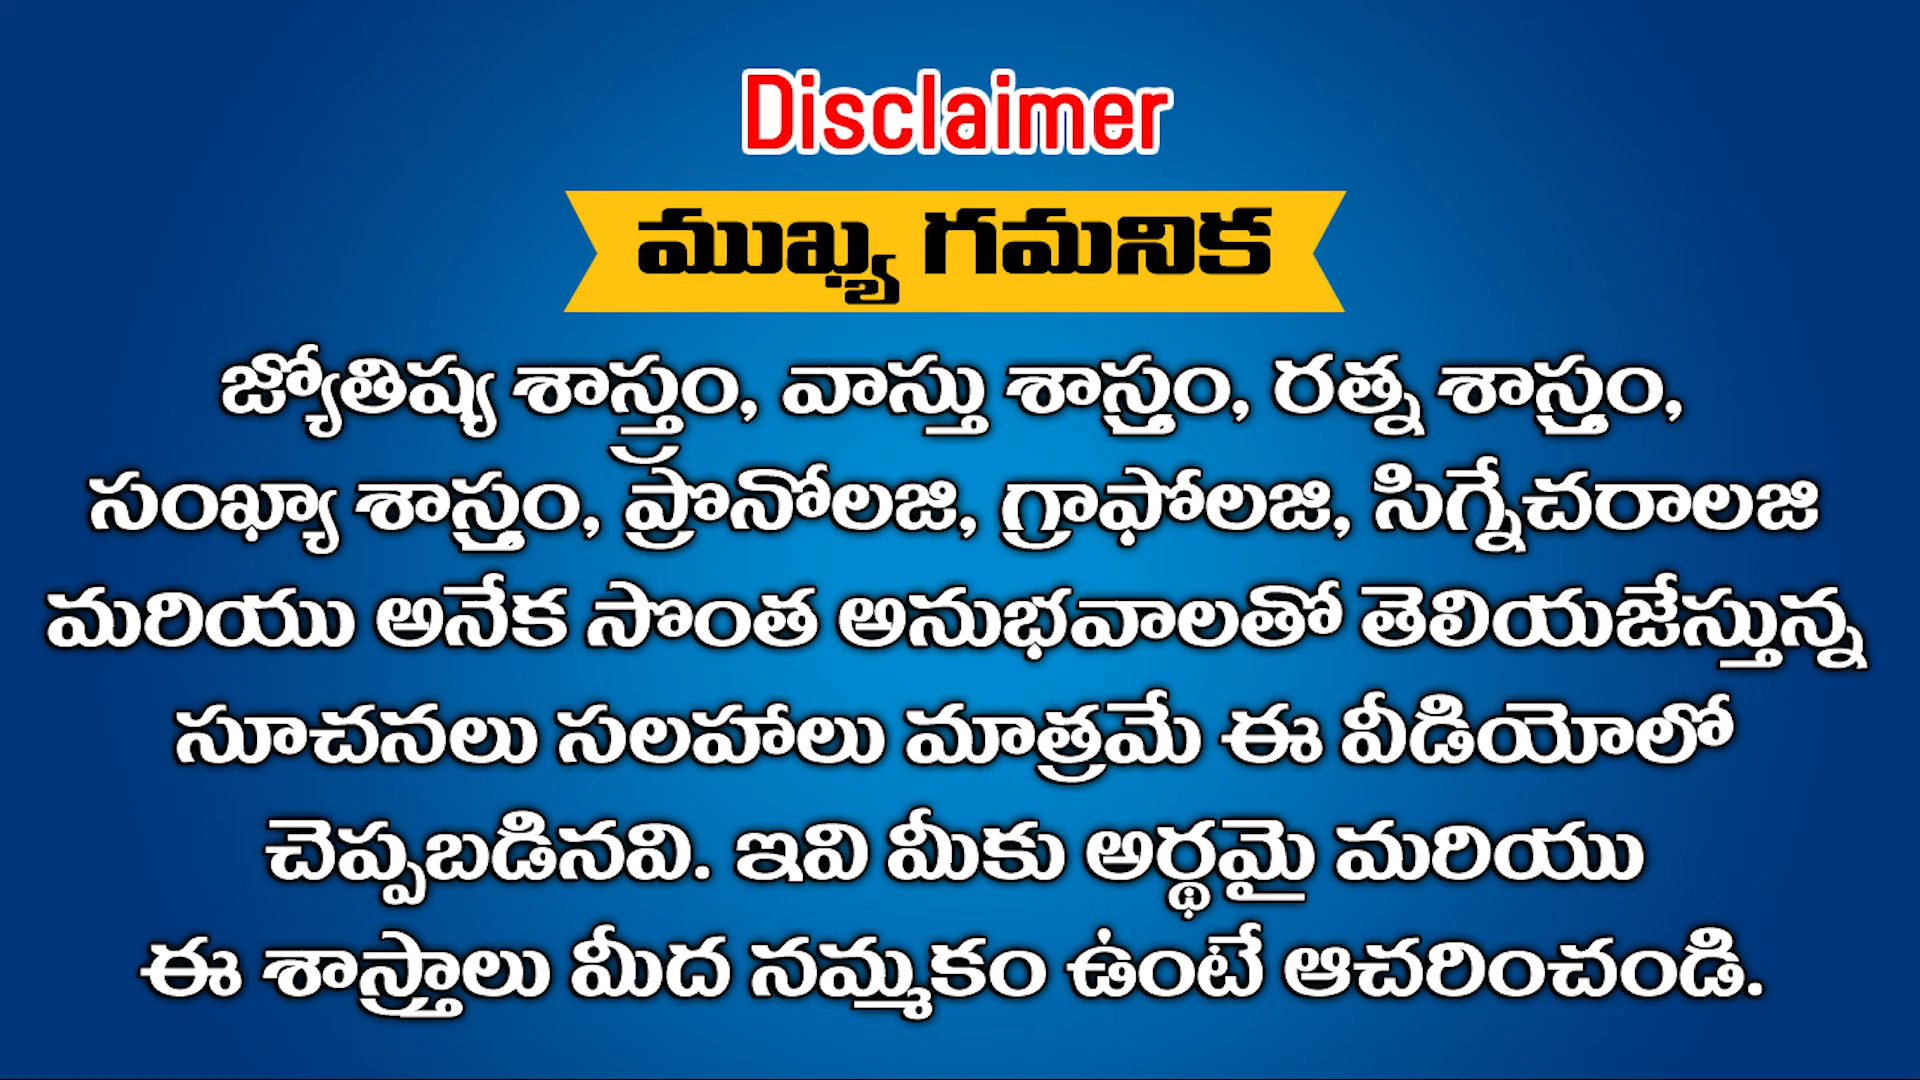 Disclaimer
ముఖ్య గమనిక
జ్యోతిష్య శాస్త్రం, వాస్తు శాస్త్రం, రత్న శాస్త్రం,
సంఖ్యా శాస్త్రం, ప్రొనోలజి, గ్రాఫోలజి, సిగ్నేచరాలజి
మరియు అనేక సొంత అనుభవాలతో తెలియజేస్తున్న
సూచనలు సలహాలు మాత్రమే ఈ వీడియోలో
చెప్పబడినవి. ఇవి మీకు అర్థమై మరియు
ఈ శాస్త్రాలు మీద నమ్మకం ఉంటే ఆచరించండి.